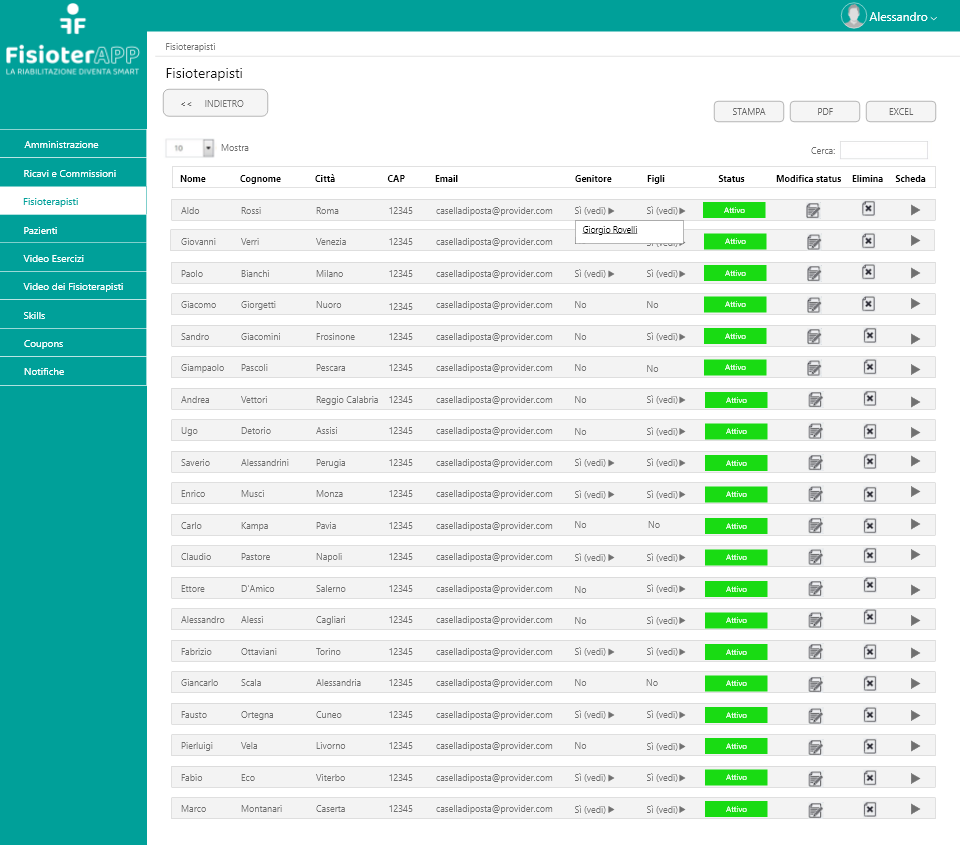 Alessandro
FisioterAPP
LA RIABILITAZIONE DIVENTA SMART
Fisioterapisti
Fisioterapisti
<< INDIETRO
STAMPA PDF EXCEL
10 Mostra
Cerca:
Amministrazione
Ricavi e Commissioni
Fisioterapisti
Pazienti
Video Esercizi
Video dei Fisioterapisti
Skills
Coupons
Notifiche
Nome Cognome Città CAP Email Genitore Figli Status Modifica status Elimina Scheda
Aldo Rossi Roma 12345 caselladiposta@provider.com Sì (vedi) Sì (vedi) Attivo
Giorgio Rovelli
Giovanni Verri Venezia 12345 caselladiposta@provider.com Attivo
Paolo Bianchi Milano 12345 caselladiposta@provider.com Sì (vedi) Sì (vedi) Attivo
Giacomo Giorgetti Nuoro 12345 caselladiposta@provider.com No No Attivo
Sandro Giacomini Frosinone 12345 caselladiposta@provider.com No Sì (vedi) Attivo
Giampaolo Pascoli Pescara 12345 caselladiposta@provider.com No No Attivo
Andrea Vettori Reggio Calabria 12345 caselladiposta@provider.com No Sì (vedi) Attivo
Ugo Detorio Assisi 12345 caselladiposta@provider.com No Sì (vedi) Attivo
Saverio Alessandrini Perugia 12345 caselladiposta@provider.com Sì (vedi) Sì (vedi) Attivo
Enrico Musci Monza 12345 caselladiposta@provider.com Sì (vedi) Sì (vedi) Attivo
Carlo Kampa Pavia 12345 caselladiposta@provider.com No No Attivo
Claudio Pastore Napoli 12345 caselladiposta@provider.com Sì (vedi) Sì (vedi) Attivo
Ettore D'Amico Salerno 12345 caselladiposta@provider.com No Sì (vedi) Attivo
Alessandro Alessi Cagliari 12345 caselladiposta@provider.com No Sì (vedi) Attivo
Fabrizio Ottaviani Torino 12345 caselladiposta@provider.com Sì (vedi) Sì (vedi) Attivo
Giancarlo Scala Alessandria 12345 caselladiposta@provider.com No No Attivo
Fausto Ortegna Cuneo 12345 caselladiposta@provider.com Sì (vedi) Sì (vedi) Attivo
Pierluigi Vela Livorno 12345 caselladiposta@provider.com No Sì (vedi) Attivo
Fabio Eco Viterbo 12345 caselladiposta@provider.com Sì (vedi) Sì (vedi) Attivo
Marco Montanari Caserta 12345 caselladiposta@provider.com Sì (vedi) Sì (vedi) Attivo